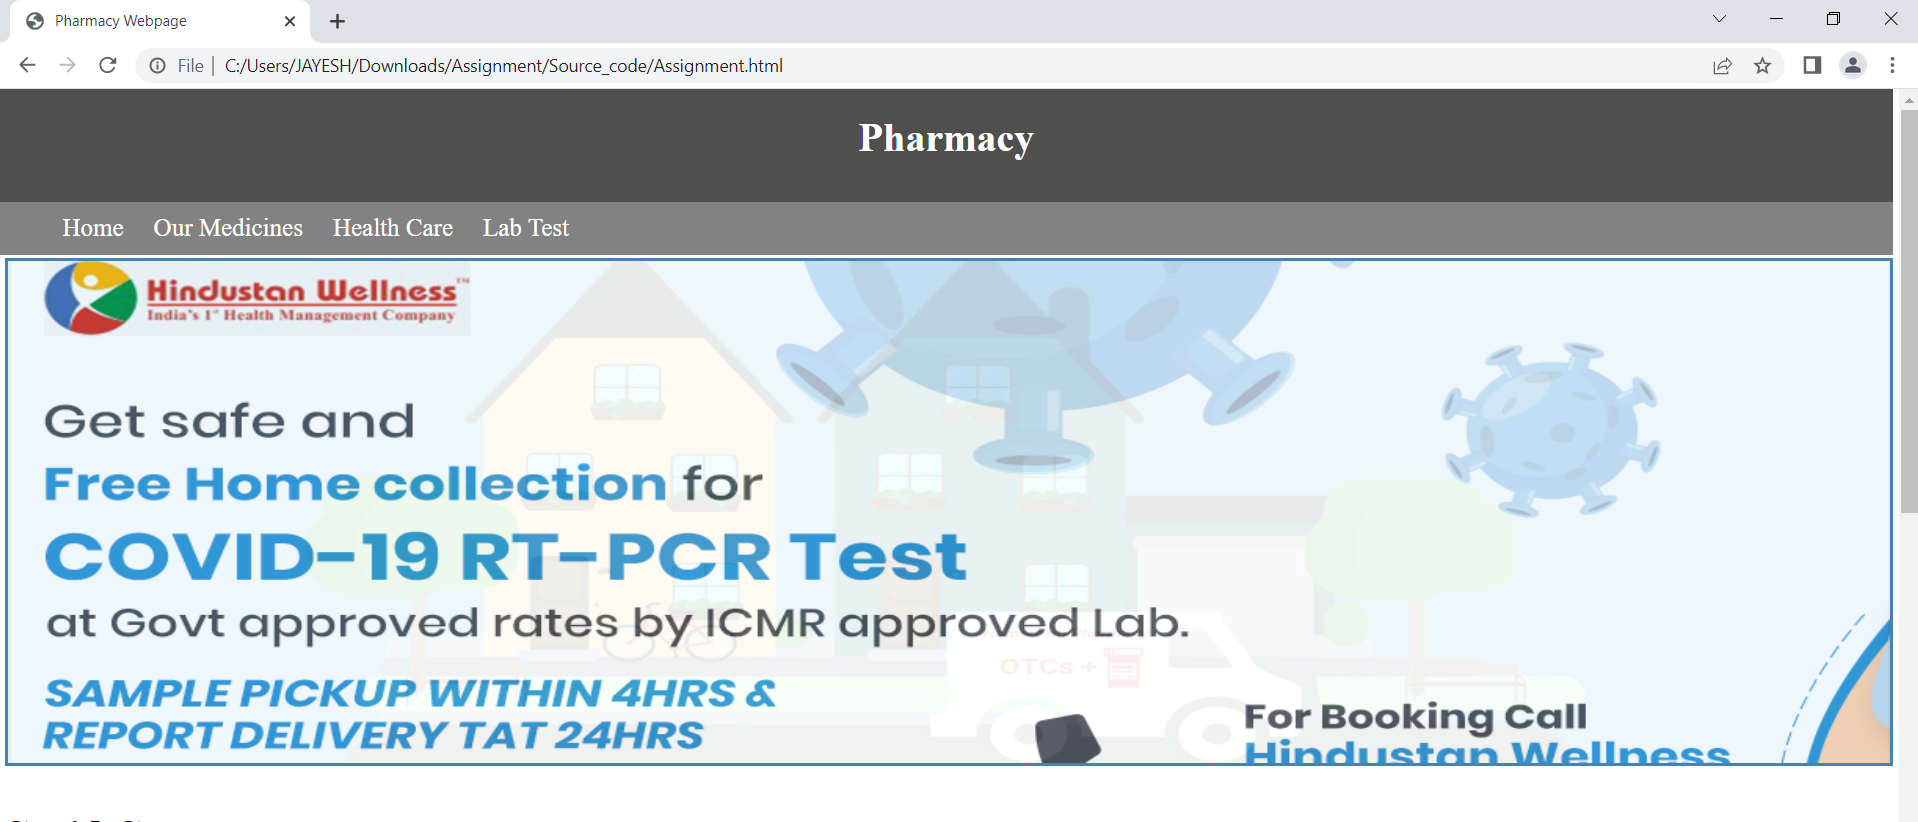 Pharmacy Webpage
File | C:/Users/JAYESH/Downloads/Assignment/Source_code/Assignment.html
Pharmacy
Home Our Medicines Health Care Lab Test
Hindustan Wellness™
India's 1st Health Management Company
Get safe and
Free Home collection for
COVID-19 RT-PCR Test
at Govt approved rates by ICMR approved Lab.
OTCs +
SAMPLE PICKUP WITHIN 4HRS &
REPORT DELIVERY TAT 24HRS
For Booking Call
Hindustan Wellness